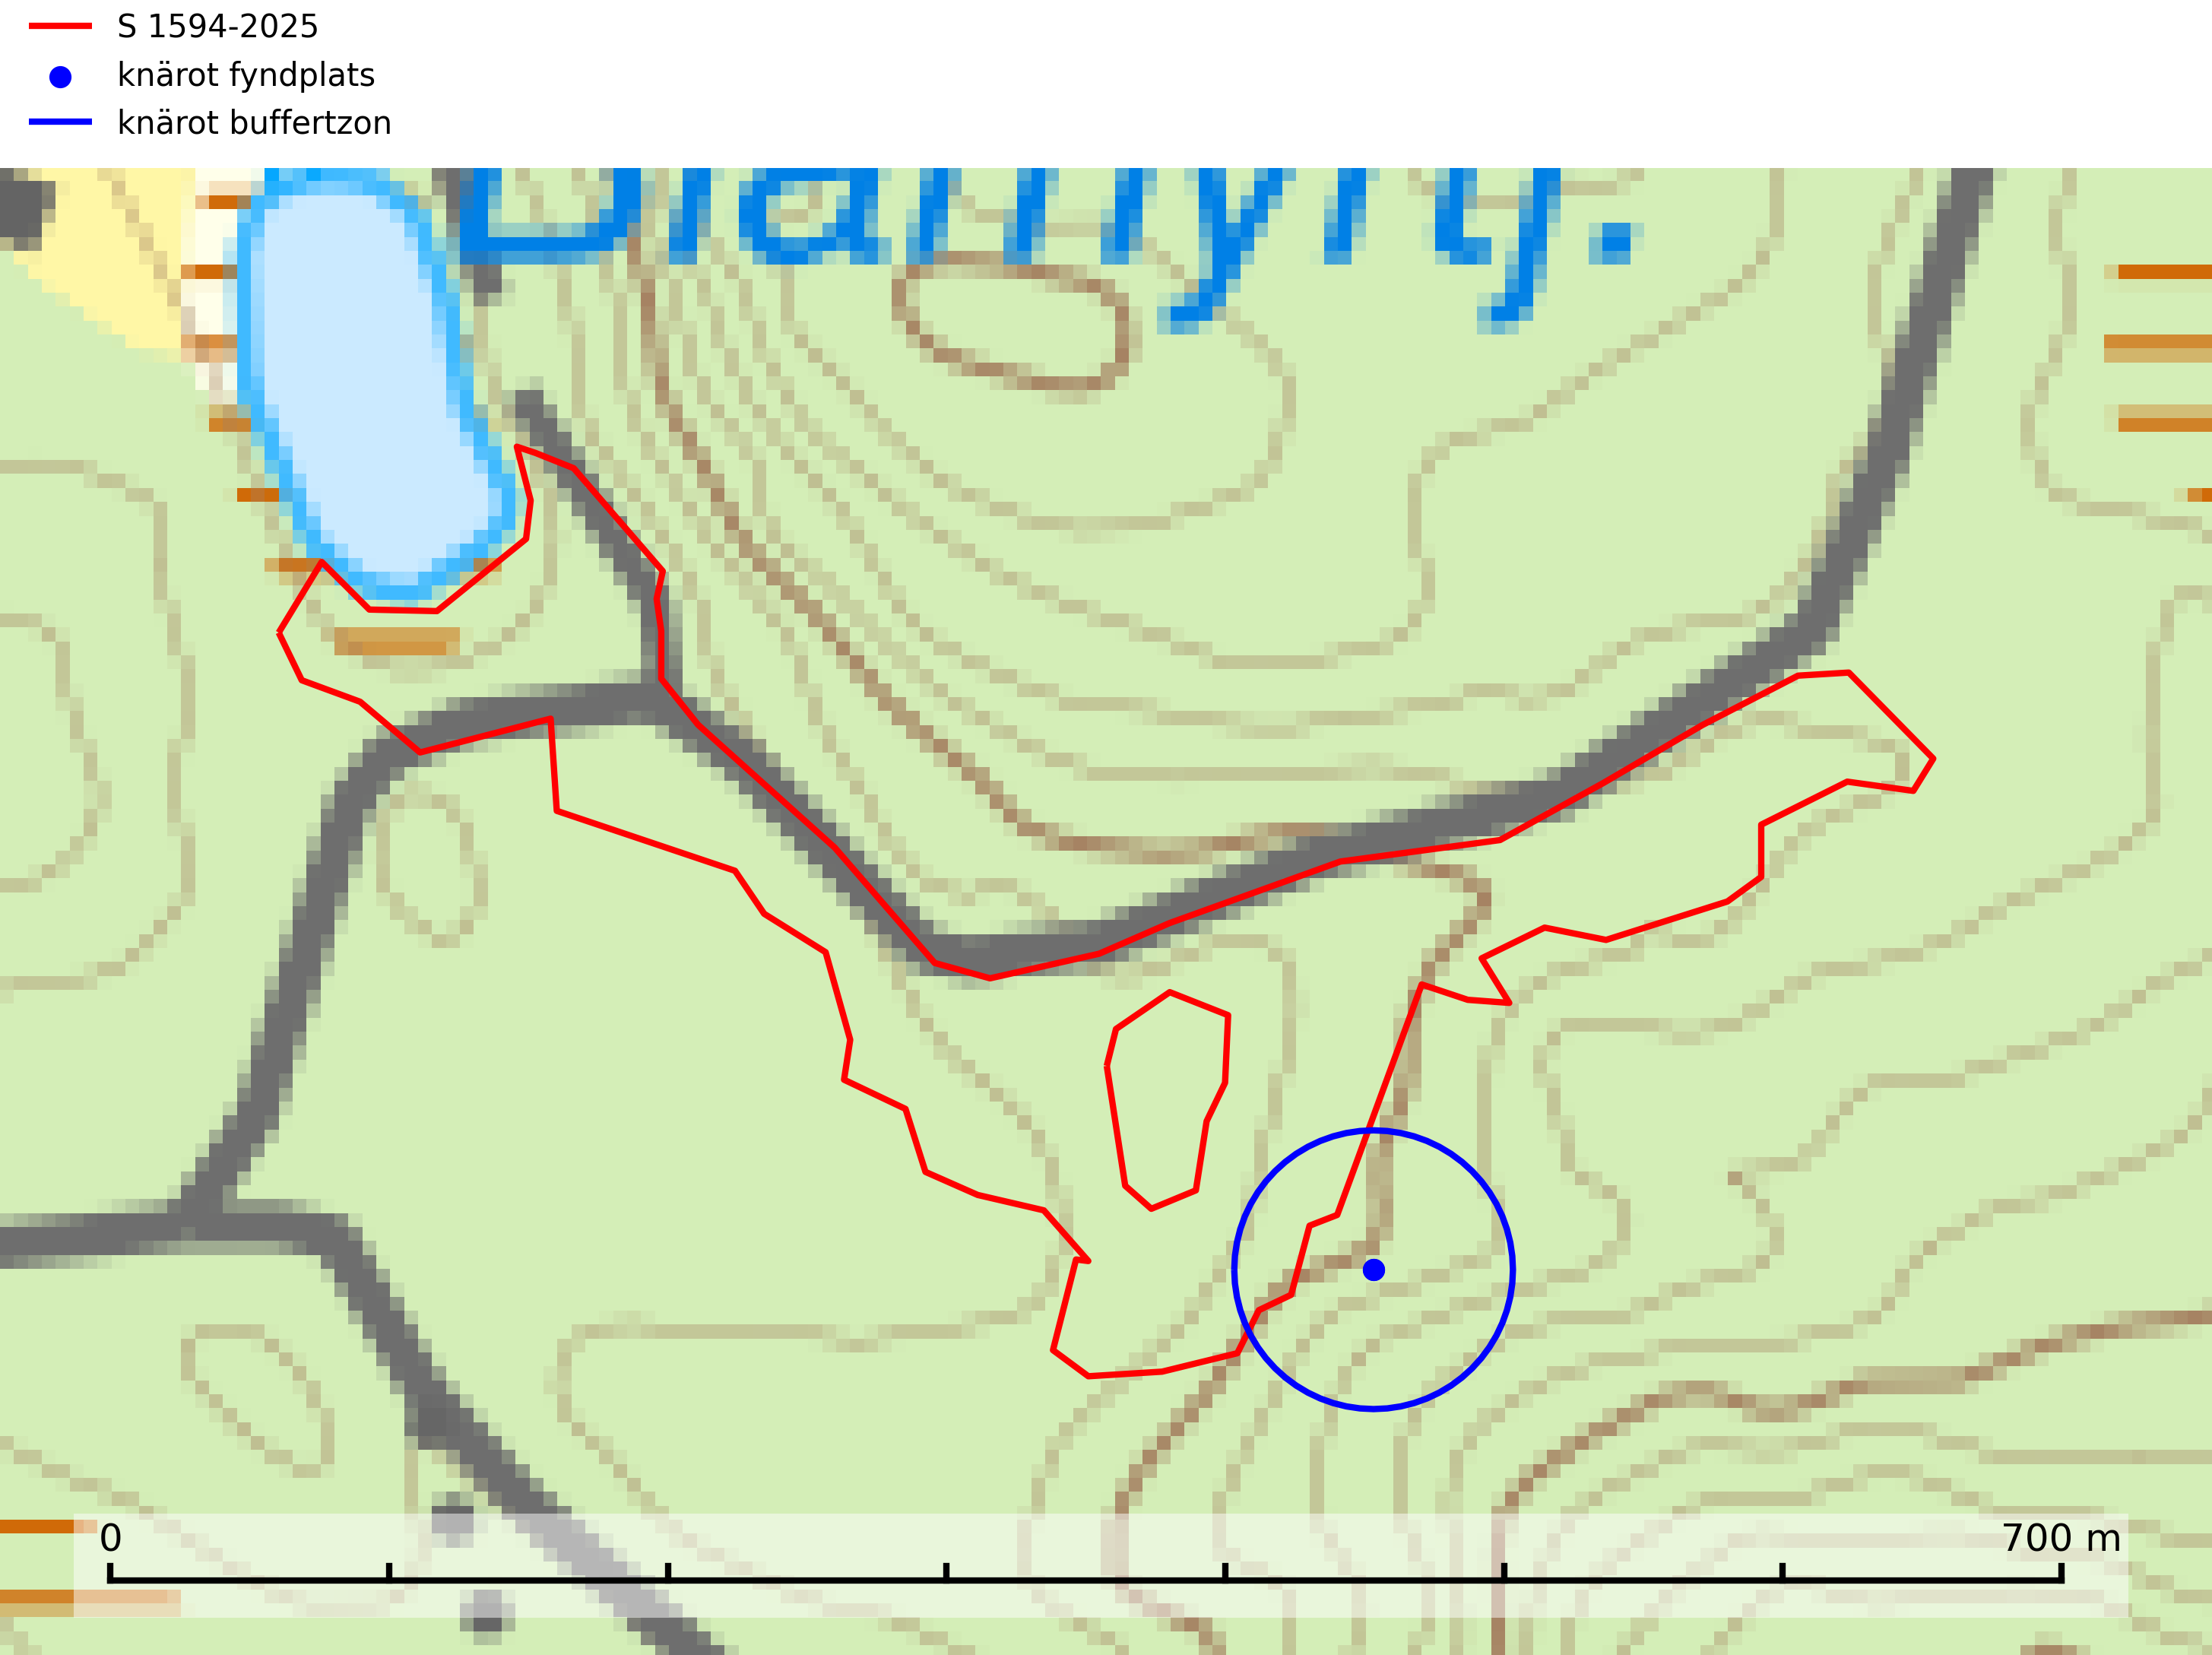 S 1594-2025
knärot fyndplats
knärot buffertzon
0
700 m